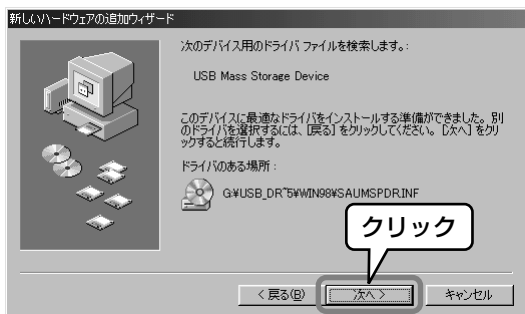 新しいハードウェアの追加ウィザード
次のデバイス用のドライバ ファイルを検索します。:
USB Mass Storage Device
このデバイスに最適なドライバをインストールする準備ができました。別
のドライバを選択するには、[戻る] をクリックしてください。[次へ] をクリ
ックすると続行します。
ドライバのある場所:
G:¥USB_DR~5¥WIN98¥SAUMSPDR.INF
クリック
< 戻る(B)
次へ >
キャンセル